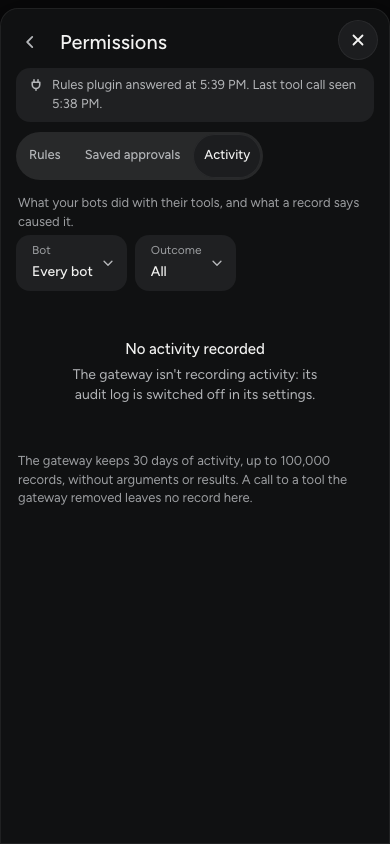 Permissions
Rules plugin answered at 5:39 PM. Last tool call seen
5:38 PM.
Rules
Saved approvals
Activity
What your bots did with their tools, and what a record says
caused it.
Bot
Every bot
Outcome
All
No activity recorded
The gateway isn't recording activity: its
audit log is switched off in its settings.
The gateway keeps 30 days of activity, up to 100,000
records, without arguments or results. A call to a tool the
gateway removed leaves no record here.